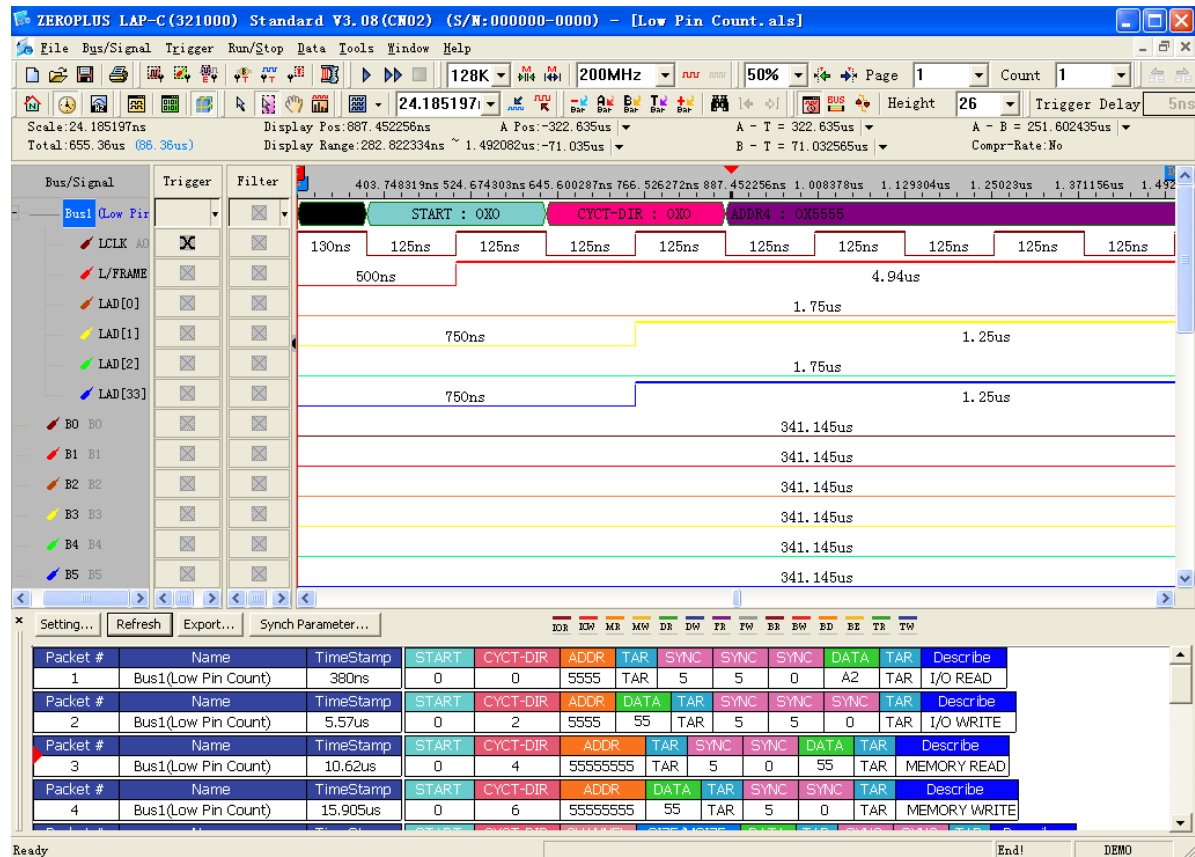 ZEROPLUS LAP-C(321000) Standard V3.08(CN02) (S/N:000000-0000) - [Low Pin Count.als]
File Bus/Signal Trigger Run/Stop Data Tools Window Help
128K 200MHz 50% Page 1 Count 1
24.185197 Bar Bar Bar Bar Bar BUS Height 26 Trigger Delay 5ns
Scale:24.185197ns Display Pos:887.452256ns A Pos:-322.635us A - T = 322.635us A - B = 251.602435us
Total:655.36us (86.36us) Display Range:282.822334ns ~ 1.492082us :-71.035us B - T = 71.032565us Compr-Rate:No
Bus/Signal Trigger Filter 403.748319ns 524.674303ns 645.600287ns 766.526272ns 887.452256ns 1.008378us 1.129304us 1.25023us 1.371156us 1.492
Bus1 (Low Pin START : 0X0 CYCT-DIR : 0X0 ADDR4 : 0X5555
LCLK A0 130ns 125ns 125ns 125ns 125ns 125ns 125ns 125ns 125ns 125ns
L/FRAME 500ns 4.94us
LAD[0] 1.75us
LAD[1] 750ns 1.25us
LAD[2] 1.75us
LAD[33] 750ns 1.25us
B0 B0 341.145us
B1 B1 341.145us
B2 B2 341.145us
B3 B3 341.145us
B4 B4 341.145us
B5 B5 341.145us
Setting... Refresh Export... Synch Parameter... IOR IOW MR MW DR DW FR FW BR BW BD BE TR TW
Packet # Name TimeStamp START CYCT-DIR ADDR TAR SYNC SYNC SYNC DATA TAR Describe
1 Bus1(Low Pin Count) 380ns 0 0 5555 TAR 5 5 0 A2 TAR I/O READ
Packet # Name TimeStamp START CYCT-DIR ADDR DATA TAR SYNC SYNC SYNC TAR Describe
2 Bus1(Low Pin Count) 5.57us 0 2 5555 55 TAR 5 5 0 TAR I/O WRITE
Packet # Name TimeStamp START CYCT-DIR ADDR TAR SYNC SYNC DATA TAR Describe
3 Bus1(Low Pin Count) 10.62us 0 4 55555555 TAR 5 0 55 TAR MEMORY READ
Packet # Name TimeStamp START CYCT-DIR ADDR DATA TAR SYNC SYNC TAR Describe
4 Bus1(Low Pin Count) 15.905us 0 6 55555555 55 TAR 5 0 TAR MEMORY WRITE
Ready End! DEMO